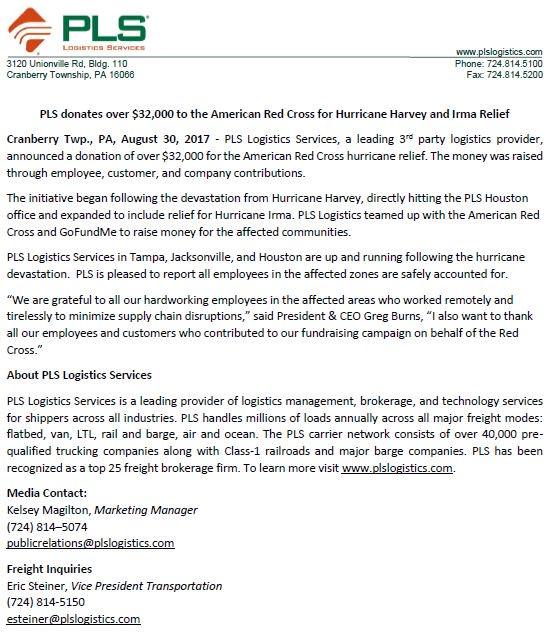 PLS
LOGISTICS SERVICES
www.plslogistics.com
3120 Unionville Rd, Bldg. 110
Phone: 724.814.5100
Cranberry Township, PA 16066
Fax: 724.814.5200
PLS donates over $32,000 to the American Red Cross for Hurricane Harvey and Irma Relief
Cranberry Twp., PA, August 30, 2017 - PLS Logistics Services, a leading 3rd party logistics provider,
announced a donation of over $32,000 for the American Red Cross hurricane relief. The money was raised
through employee, customer, and company contributions.
The initiative began following the devastation from Hurricane Harvey, directly hitting the PLS Houston
office and expanded to include relief for Hurricane Irma. PLS Logistics teamed up with the American Red
Cross and GoFundMe to raise money for the affected communities.
PLS Logistics Services in Tampa, Jacksonville, and Houston are up and running following the hurricane
devastation. PLS is pleased to report all employees in the affected zones are safely accounted for.
“We are grateful to all our hardworking employees in the affected areas who worked remotely and
tirelessly to minimize supply chain disruptions,” said President & CEO Greg Burns, “I also want to thank
all our employees and customers who contributed to our fundraising campaign on behalf of the Red
Cross.”
About PLS Logistics Services
PLS Logistics Services is a leading provider of logistics management, brokerage, and technology services
for shippers across all industries. PLS handles millions of loads annually across all major freight modes:
flatbed, van, LTL, rail and barge, air and ocean. The PLS carrier network consists of over 40,000 pre-
qualified trucking companies along with Class-1 railroads and major barge companies. PLS has been
recognized as a top 25 freight brokerage firm. To learn more visit www.plslogistics.com.
Media Contact:
Kelsey Magilton, Marketing Manager
(724) 814–5074
publicrelations@plslogistics.com
Freight Inquiries
Eric Steiner, Vice President Transportation
(724) 814-5150
esteiner@plslogistics.com